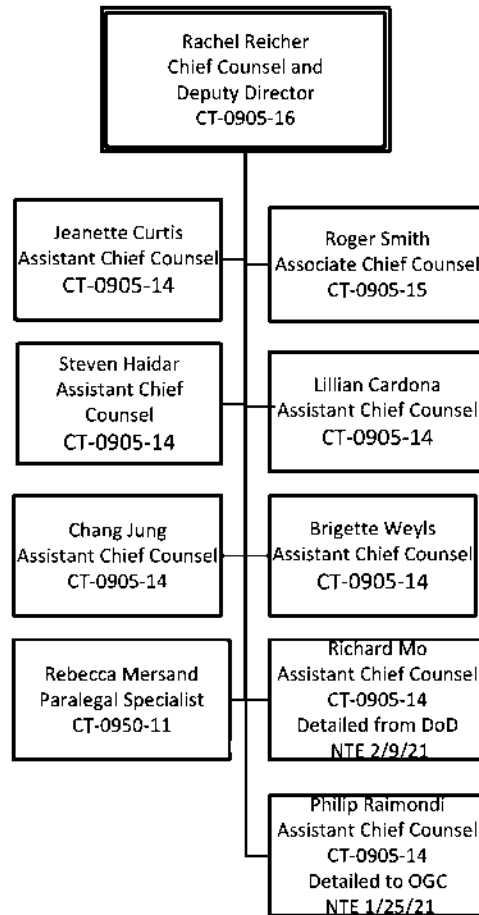 Rachel Reicher
Chief Counsel and
Deputy Director
CT-0905-16
Jeanette Curtis
Assistant Chief Counsel
CT-0905-14
Roger Smith
Associate Chief Counsel
CT-0905-15
Steven Haidar
Assistant Chief
Counsel
CT-0905-14
Lillian Cardona
Assistant Chief Counsel
CT-0905-14
Chang Jung
Assistant Chief Counsel
CT-0905-14
Brigette Weyls
Assistant Chief Counsel
CT-0905-14
Rebecca Mersand
Paralegal Specialist
CT-0950-11
Richard Mo
Assistant Chief Counsel
CT-0905-14
Detailed from DoD
NTE 2/9/21
Philip Raimondi
Assistant Chief Counsel
CT-0905-14
Detailed to OGC
NTE 1/25/21